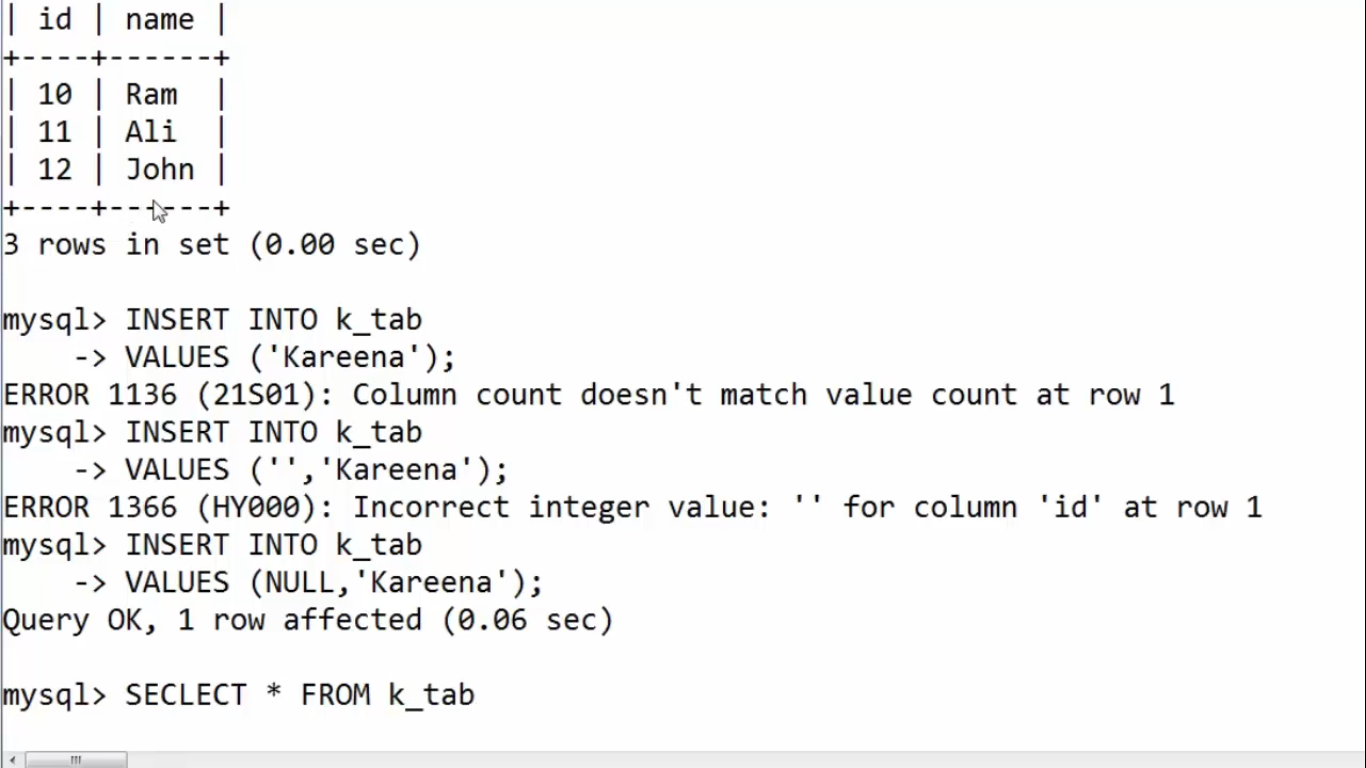 | id | name |
+----+------+
| 10 | Ram  |
| 11 | Ali  |
| 12 | John |
+----+------+
3 rows in set (0.00 sec)
mysql> INSERT INTO k_tab
    -> VALUES ('Kareena');
ERROR 1136 (21S01): Column count doesn't match value count at row 1
mysql> INSERT INTO k_tab
    -> VALUES ('','Kareena');
ERROR 1366 (HY000): Incorrect integer value: '' for column 'id' at row 1
mysql> INSERT INTO k_tab
    -> VALUES (NULL,'Kareena');
Query OK, 1 row affected (0.06 sec)
mysql> SECLECT * FROM k_tab